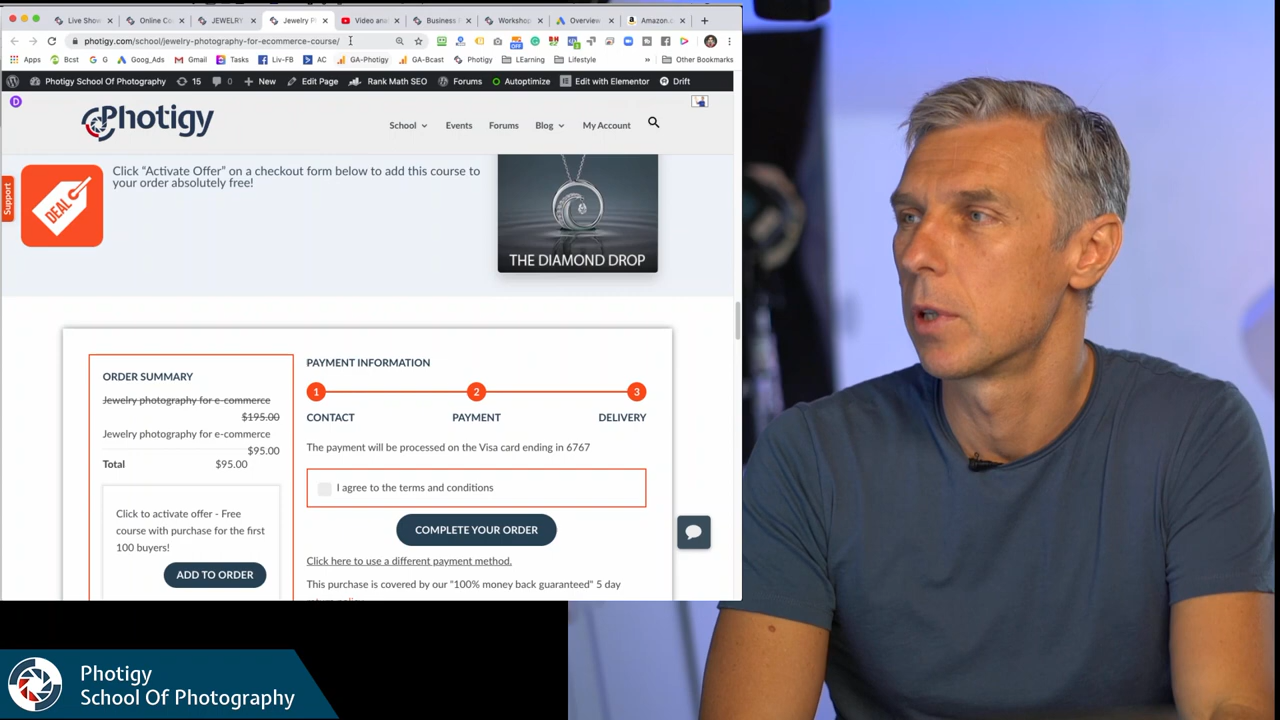 Live Show
Online Co
JEWELRY
Jewelry P
Video ana
Business
Workshop
Overview
Amazon.c
photigy.com/school/jewelry-photography-for-ecommerce-course/
Apps
Bcst
G
Goog_Ads
Gmail
Tasks
Liv-FB
AC
GA-Photigy
GA-Bcast
Photigy
LEarning
Lifestyle
Other Bookmarks
Photigy School Of Photography
15
New
Edit Page
Rank Math SEO
Forums
Autoptimize
Edit with Elementor
Drift
D
Photigy
School
Events
Forums
Blog
My Account
Support
DEAL
Click “Activate Offer” on a checkout form below to add this course to
your order absolutely free!
THE DIAMOND DROP
ORDER SUMMARY
Jewelry photography for e-commerce
$195.00
Jewelry photography for e-commerce
$95.00
Total $95.00
Click to activate offer - Free
course with purchase for the first
100 buyers!
ADD TO ORDER
PAYMENT INFORMATION
1 2 3
CONTACT PAYMENT DELIVERY
The payment will be processed on the Visa card ending in 6767
I agree to the terms and conditions
COMPLETE YOUR ORDER
Click here to use a different payment method.
This purchase is covered by our "100% money back guaranteed" 5 day
Photigy
School Of Photography